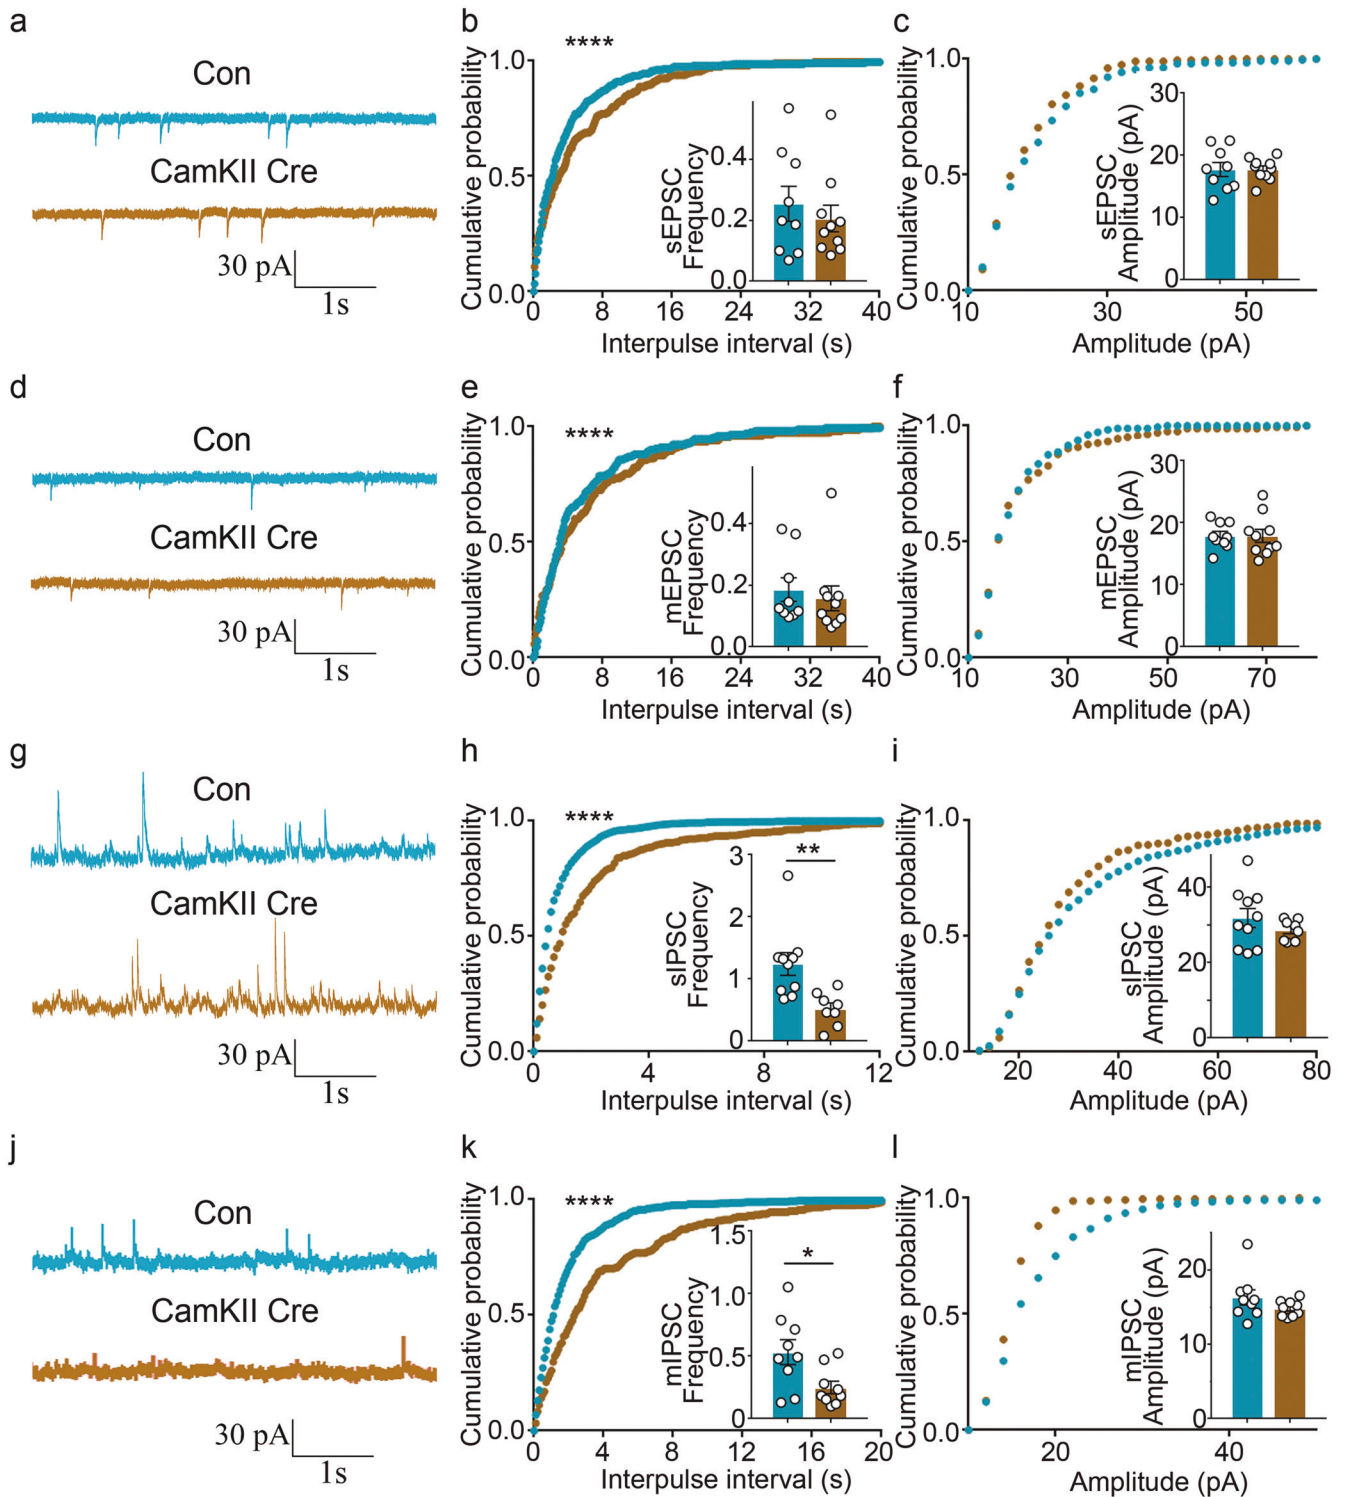 a
Con
CamKII Cre
30 pA
1s
b
****
Cumulative probability
1.0
0.5
0.0
0 8 16 24 32 40
Interpulse interval (s)
sEPSC
Frequency
0.4
0.2
0.0
c
Cumulative probability
1.0
0.5
0.0
10 30 50
Amplitude (pA)
sEPSC
Amplitude (pA)
30
20
10
0
d
Con
CamKII Cre
30 pA
1s
e
****
Cumulative probability
1.0
0.5
0.0
0 8 16 24 32 40
Interpulse interval (s)
mEPSC
Frequency
0.4
0.2
0.0
f
Cumulative probability
1.0
0.5
0.0
10 30 50 70
Amplitude (pA)
mEPSC
Amplitude (pA)
30
20
10
0
g
Con
CamKII Cre
30 pA
1s
h
****
Cumulative probability
1.0
0.5
0.0
0 4 8 12
Interpulse interval (s)
**
sIPSC
Frequency
3
2
1
0
i
Cumulative probability
1.0
0.5
0.0
20 40 60 80
Amplitude (pA)
sIPSC
Amplitude (pA)
40
20
0
j
Con
CamKII Cre
30 pA
1s
k
****
Cumulative probability
1.0
0.5
0.0
0 4 8 12 16 20
Interpulse interval (s)
*
mIPSC
Frequency
1.5
1.0
0.5
0
l
Cumulative probability
1.0
0.5
0.0
20 40
Amplitude (pA)
mIPSC
Amplitude (pA)
20
10
0